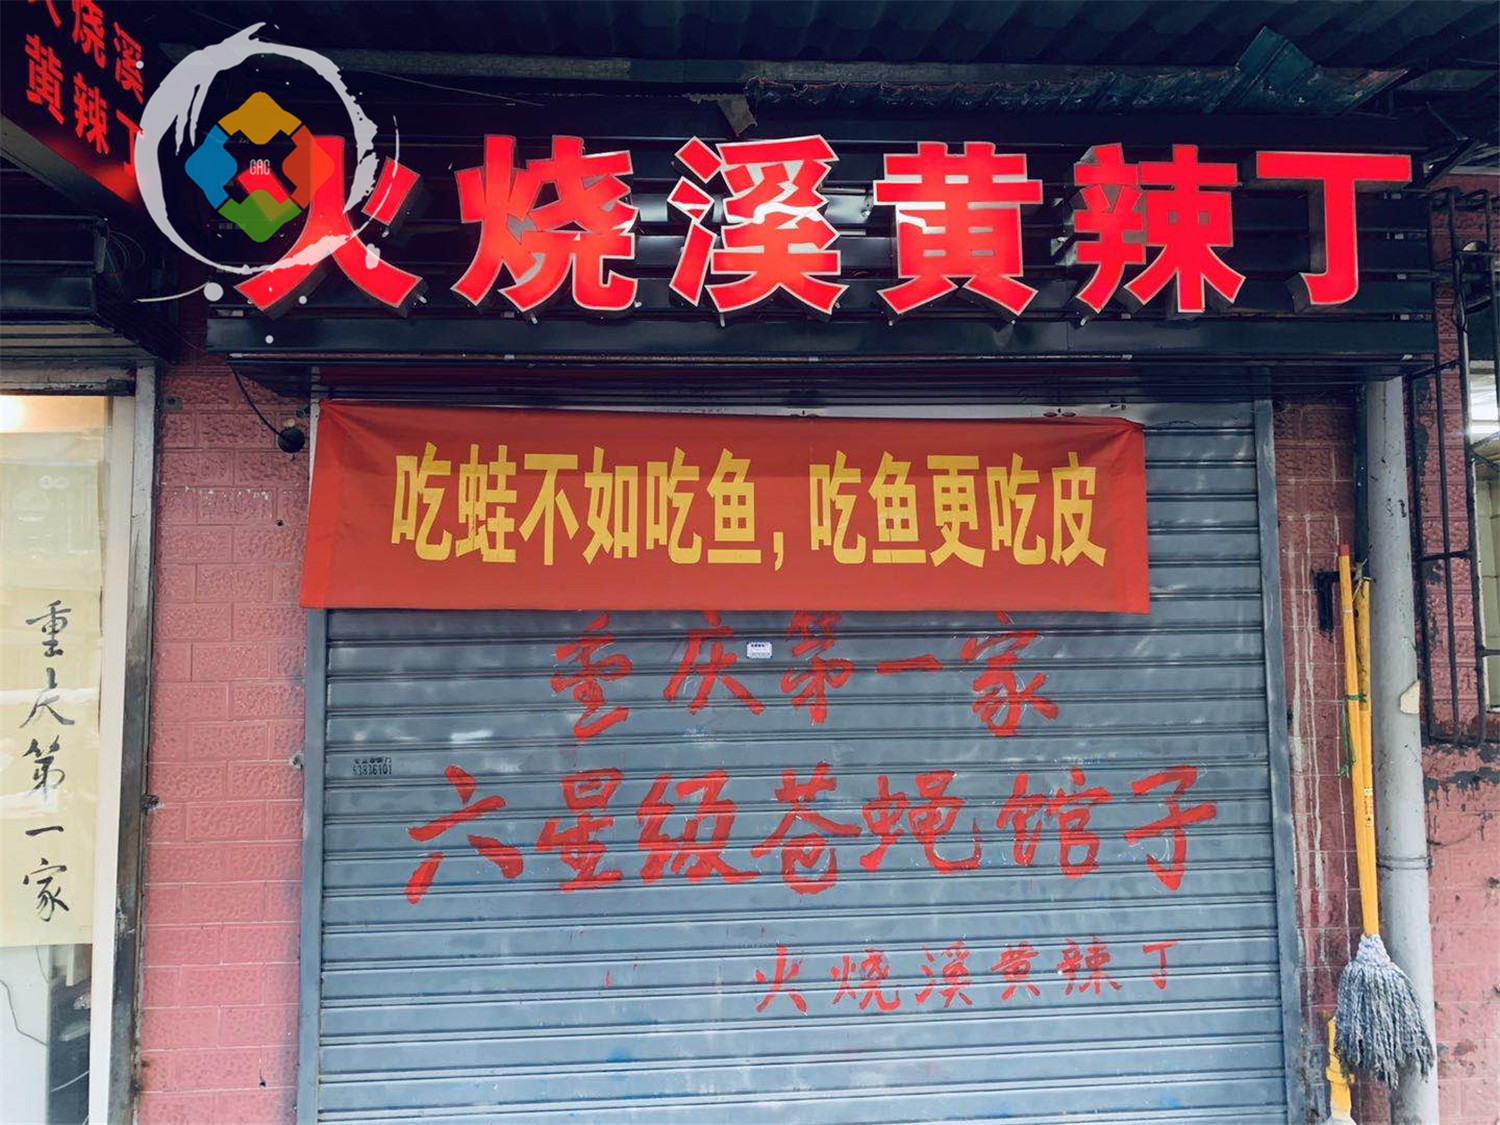 火烧溪
黄辣丁
GAC
火烧溪黄辣丁
吃蛙不如吃鱼，吃鱼更吃皮
重庆第一家
六星级苍蝇馆子
火烧溪黄辣丁
53836101
重庆第一家